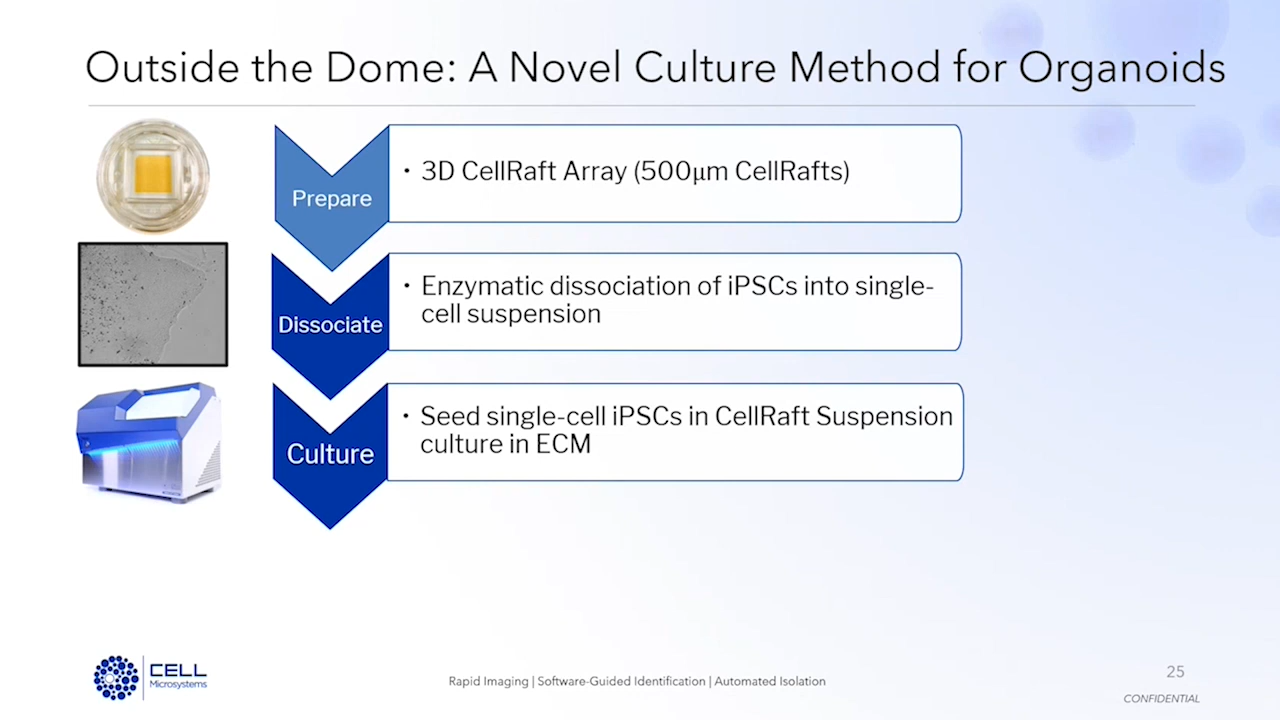 Outside the Dome: A Novel Culture Method for Organoids
Prepare
• 3D CellRaft Array (500μm CellRafts)
Dissociate
• Enzymatic dissociation of iPSCs into single-
cell suspension
Culture
• Seed single-cell iPSCs in CellRaft Suspension
culture in ECM
CELL
Microsystems
Rapid Imaging | Software-Guided Identification | Automated Isolation
25
CONFIDENTIAL